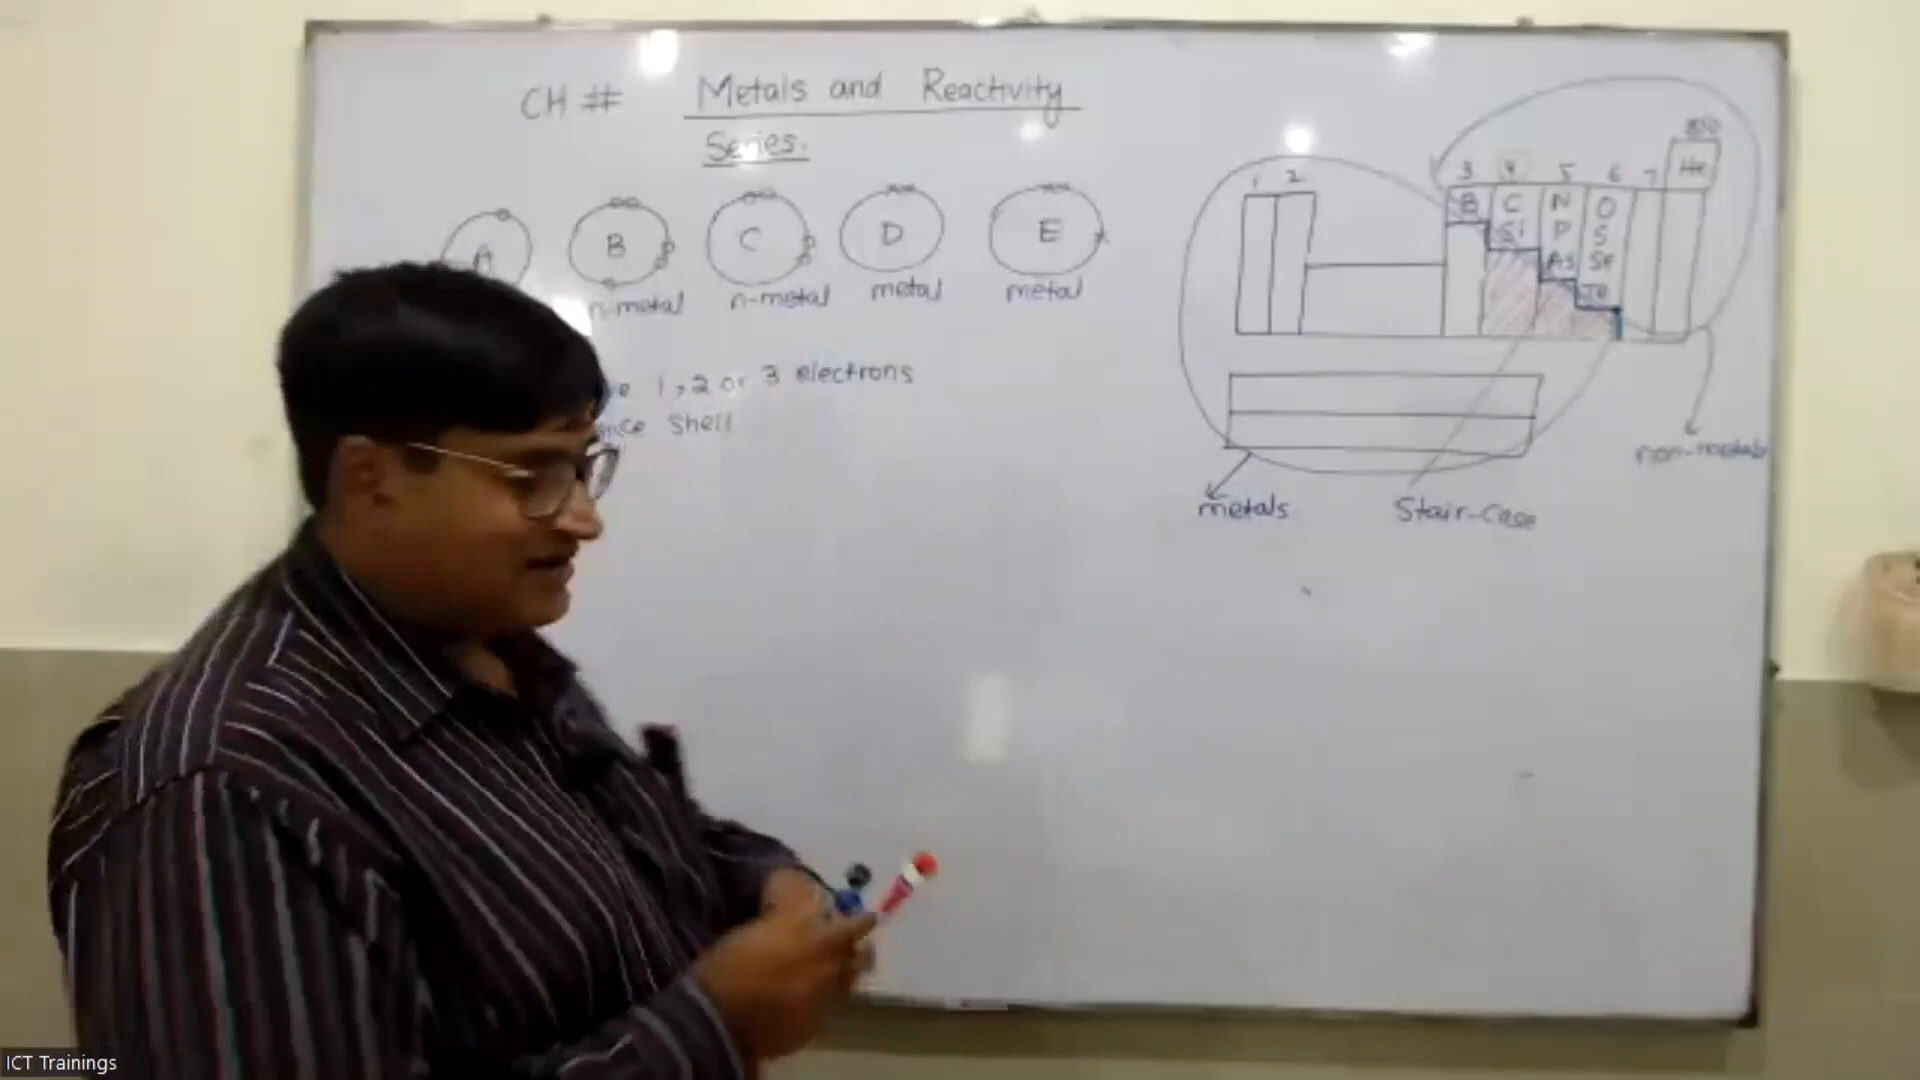 CH # Metals and Reactivity
Series.
A B C D E
n-metal n-metal metal metal
1, 2 or 3 electrons
shell
1 2 3 4 5 6 7
He
B C N O
Si P S
As Se
Te
non-metals
metals Stair-Case
ICT Trainings